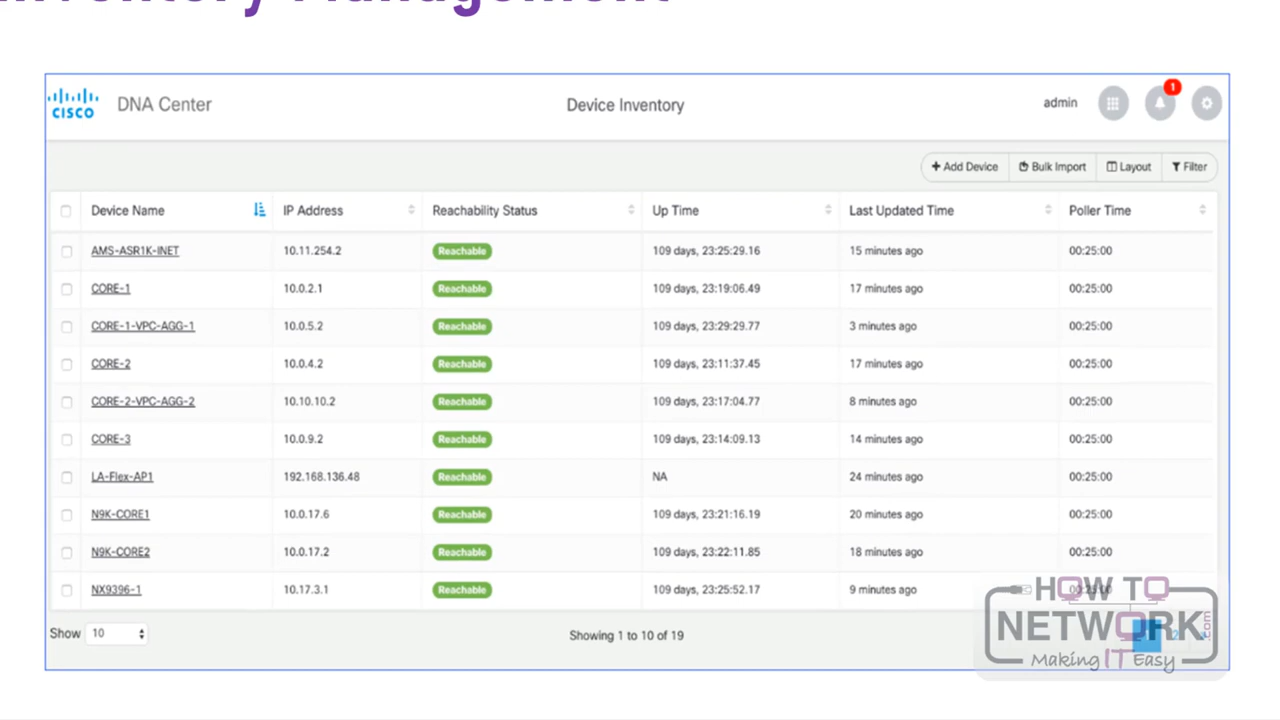 Inventory Management
CISCO DNA Center Device Inventory admin 1
Add Device Bulk Import Layout Filter
Device Name IP Address Reachability Status Up Time Last Updated Time Poller Time
AMS-ASR1K-INET 10.11.254.2 Reachable 109 days, 23:25:29.16 15 minutes ago 00:25:00
CORE-1 10.0.2.1 Reachable 109 days, 23:19:06.49 17 minutes ago 00:25:00
CORE-1-VPC-AGG-1 10.0.5.2 Reachable 109 days, 23:29:29.77 3 minutes ago 00:25:00
CORE-2 10.0.4.2 Reachable 109 days, 23:11:37.45 17 minutes ago 00:25:00
CORE-2-VPC-AGG-2 10.10.10.2 Reachable 109 days, 23:17:04.77 8 minutes ago 00:25:00
CORE-3 10.0.9.2 Reachable 109 days, 23:14:09.13 14 minutes ago 00:25:00
LA-Flex-AP1 192.168.136.48 Reachable NA 24 minutes ago 00:25:00
N9K-CORE1 10.0.17.6 Reachable 109 days, 23:21:16.19 20 minutes ago 00:25:00
N9K-CORE2 10.0.17.2 Reachable 109 days, 23:22:11.85 18 minutes ago 00:25:00
NX9396-1 10.17.3.1 Reachable 109 days, 23:25:52.17 9 minutes ago 00:25:00
Show 10 Showing 1 to 10 of 19
HOW TO
NETWORK.com
Making IT Easy